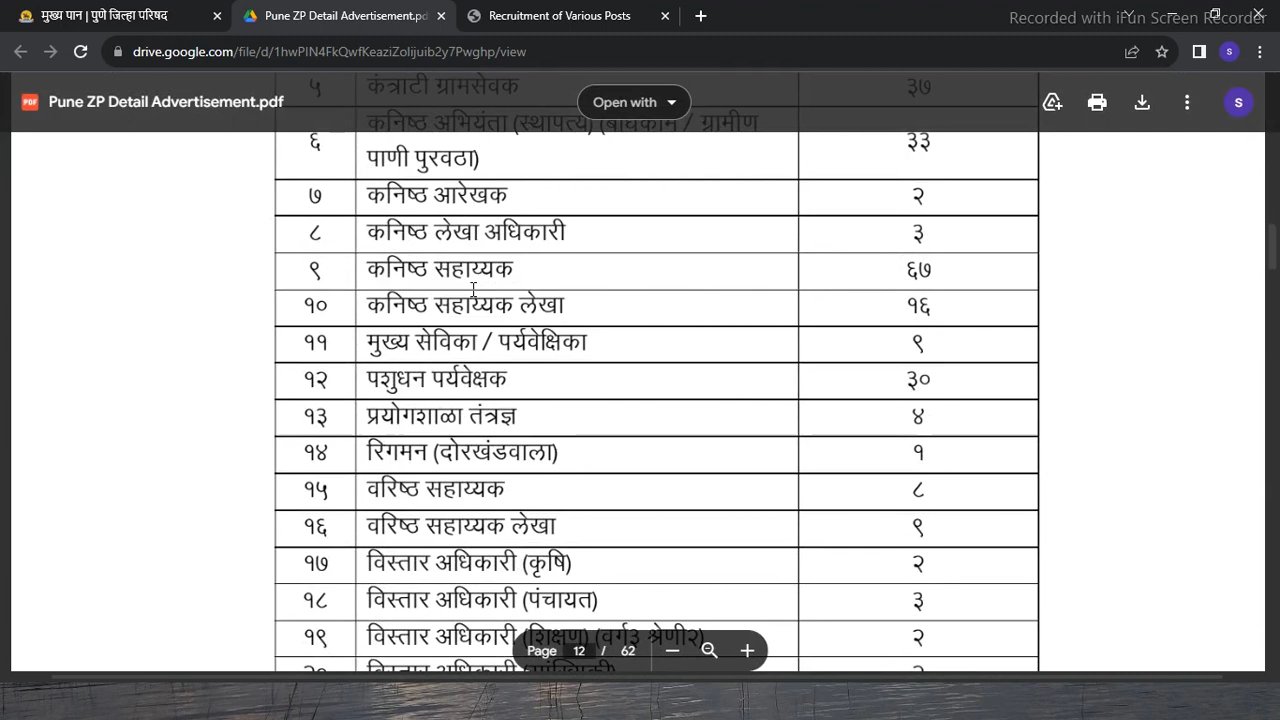 मुख्य पान | पुणे जिल्हा परिषद
Pune ZP Detail Advertisement.pd
Recruitment of Various Posts
Recorded with iFun Screen Recorder
drive.google.com/file/d/1hwPIN4FkQwfKeaziZolijuib2y7Pwghp/view
S
PDF Pune ZP Detail Advertisement.pdf
Open with
S
५ कंत्राटी ग्रामसेवक ३७
कनिष्ठ अभियंता (स्थापत्य) (बांधकाम / ग्रामीण
६ पाणी पुरवठा) ३३
७ कनिष्ठ आरेखक २
८ कनिष्ठ लेखा अधिकारी ३
९ कनिष्ठ सहाय्यक ६७
१० कनिष्ठ सहाय्यक लेखा १६
११ मुख्य सेविका / पर्यवेक्षिका ९
१२ पशुधन पर्यवेक्षक ३०
१३ प्रयोगशाळा तंत्रज्ञ ४
१४ रिगमन (दोरखंडवाला) १
१५ वरिष्ठ सहाय्यक ८
१६ वरिष्ठ सहाय्यक लेखा ९
१७ विस्तार अधिकारी (कृषि) २
१८ विस्तार अधिकारी (पंचायत) ३
१९ विस्तार अधिकारी (शिक्षण) (वर्ग३ श्रेणी२) २
२० विस्तार अधिकारी (सांख्यिकी)
Page 12 / 62